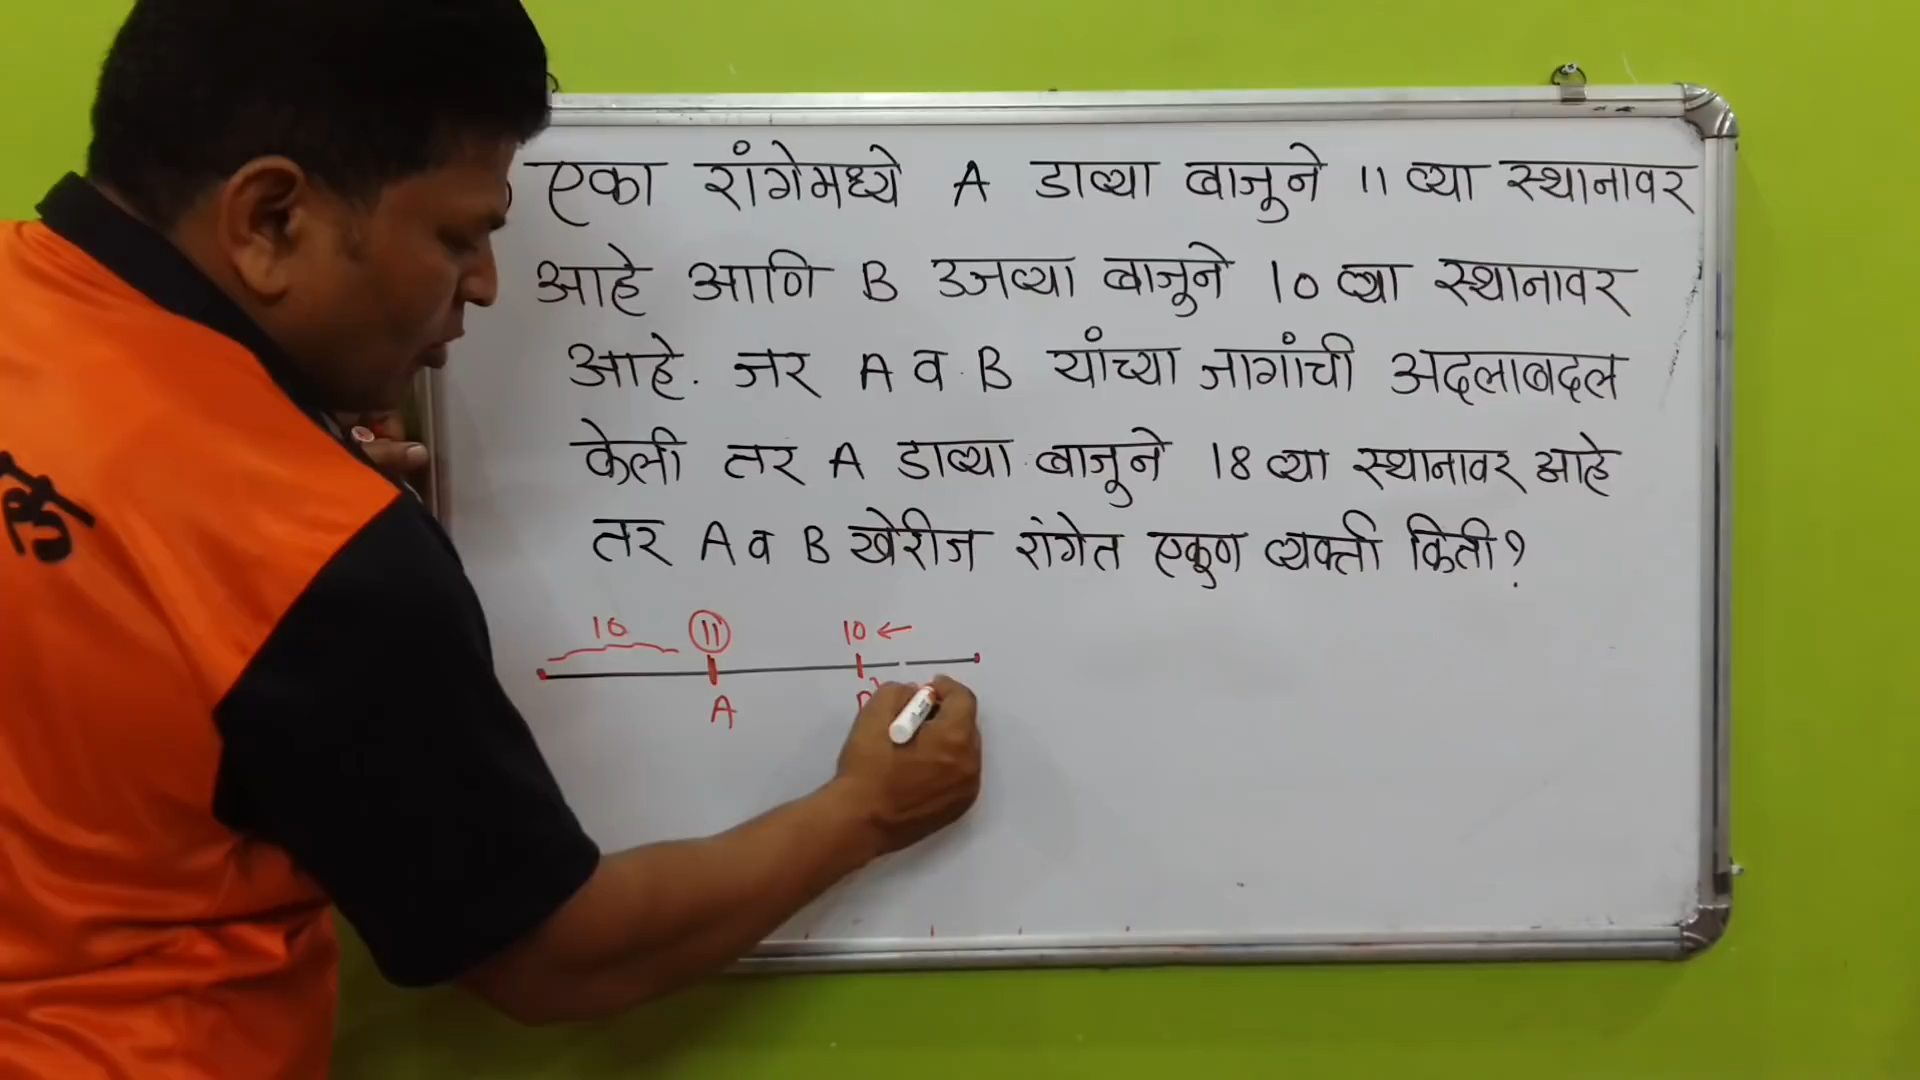 एका रांगेमध्ये A डाव्या बाजूने 11 व्या स्थानावर
आहे आणि B उजव्या बाजूने 10 व्या स्थानावर
आहे. जर A व B यांच्या जागांची अदलाबदल
केली तर A डाव्या बाजूने 18 व्या स्थानावर आहे
तर A व B खेरीज रांगेत एकुण व्यक्ती किती?
10 11 10 ←
A